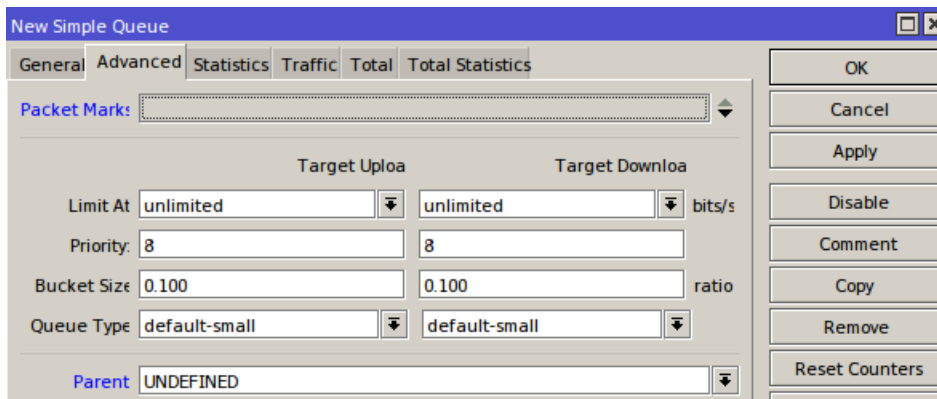 New Simple Queue
General Advanced Statistics Traffic Total Total Statistics
OK
Packet Marks
Cancel
Target Uploa Target Downloa
Apply
Limit At unlimited unlimited bits/s
Disable
Priority: 8 8
Comment
Bucket Size 0.100 0.100 ratio
Copy
Queue Type default-small default-small
Remove
Reset Counters
Parent UNDEFINED